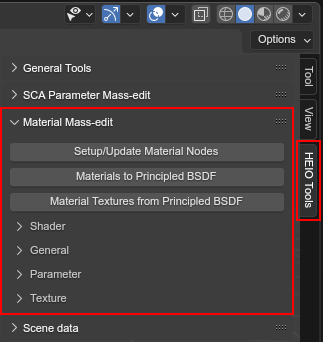 Options
General Tools
SCA Parameter Mass-edit
Material Mass-edit
Setup/Update Material Nodes
Materials to Principled BSDF
Material Textures from Principled BSDF
Shader
General
Parameter
Texture
Scene data
Tool
View
HEIO Tools